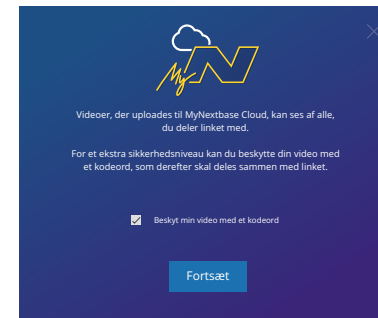 My N
Videoer, der uploades til MyNextbase Cloud, kan ses af alle,
du deler linket med.
For et ekstra sikkerhedsniveau kan du beskytte din video med
et kodeord, som derefter skal deles sammen med linket.
Beskyt min video med et kodeord
Fortsæt